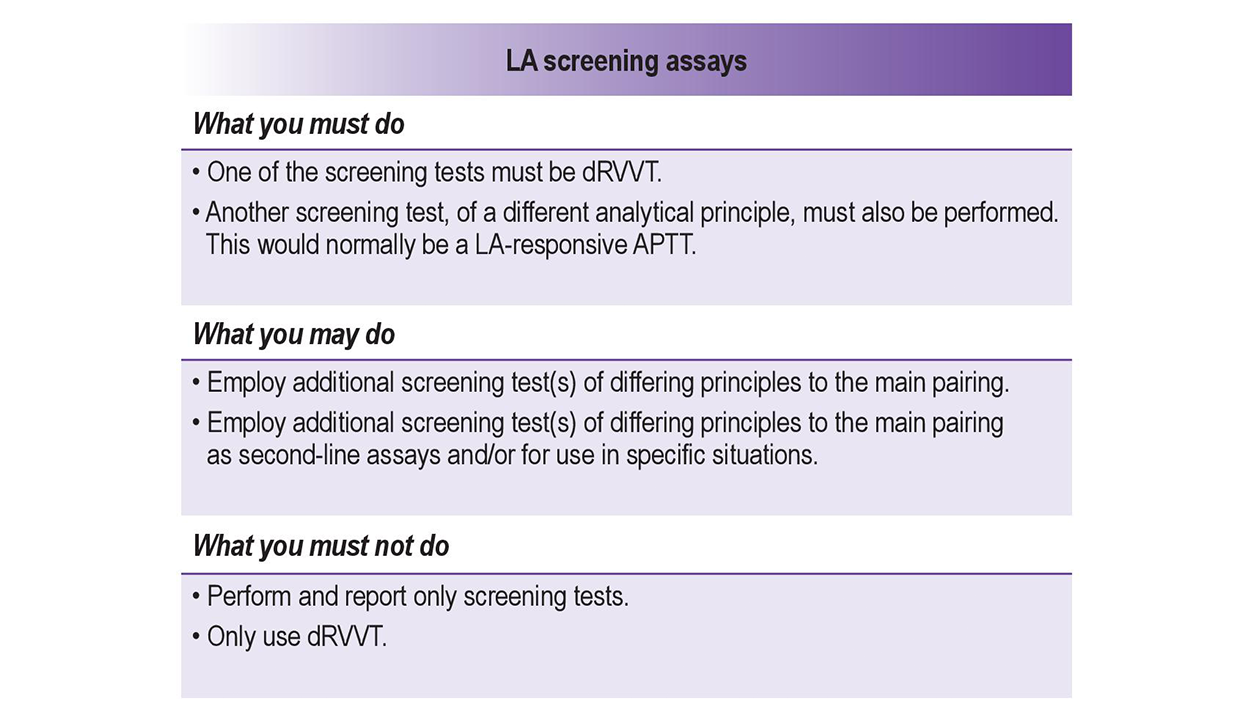 LA screening assays
What you must do
• One of the screening tests must be dRVVT.
• Another screening test, of a different analytical principle, must also be performed.
This would normally be a LA-responsive APTT.
What you may do
• Employ additional screening test(s) of differing principles to the main pairing.
• Employ additional screening test(s) of differing principles to the main pairing
as second-line assays and/or for use in specific situations.
What you must not do
• Perform and report only screening tests.
• Only use dRVVT.